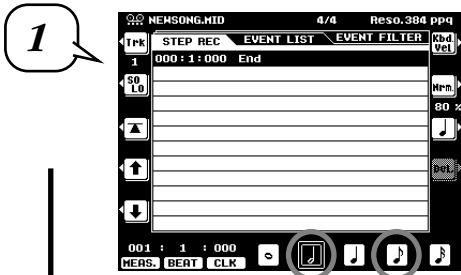 1
NEWSONG.MID 4/4 Reso.384 ppq
Trk STEP REC EVENT LIST EVENT FILTER Kbd. Vel
1 000:1:000 End
SO LO Nrm.
80 %
Del.
001 : 1 : 000
MEAS. BEAT CLK